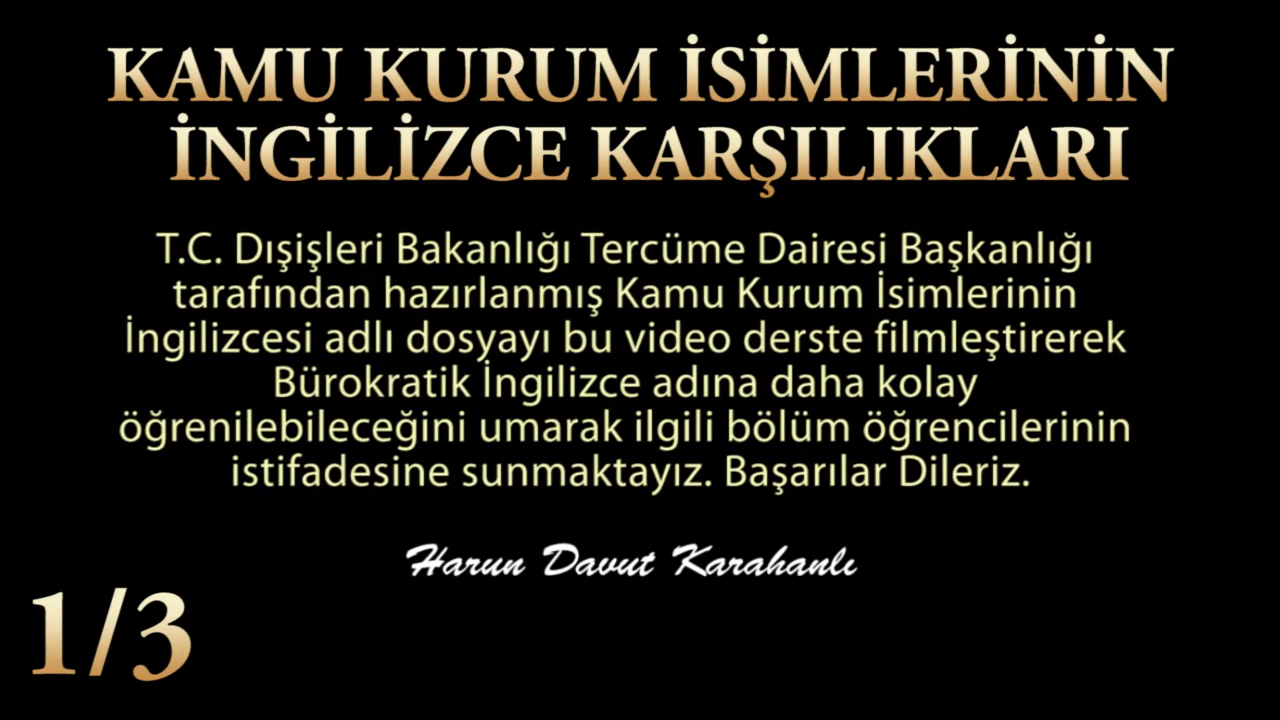 KAMU KURUM İSİMLERİNİN
İNGİLİZCE KARŞILIKLARI
T.C. Dışişleri Bakanlığı Tercüme Dairesi Başkanlığı
tarafından hazırlanmış Kamu Kurum İsimlerinin
İngilizcesi adlı dosyayı bu video derste filmleştirerek
Bürokratik İngilizce adına daha kolay
öğrenilebileceğini umarak ilgili bölüm öğrencilerinin
istifadesine sunmaktayız. Başarılar Dileriz.
Harun Davut Karahanlı
1/3